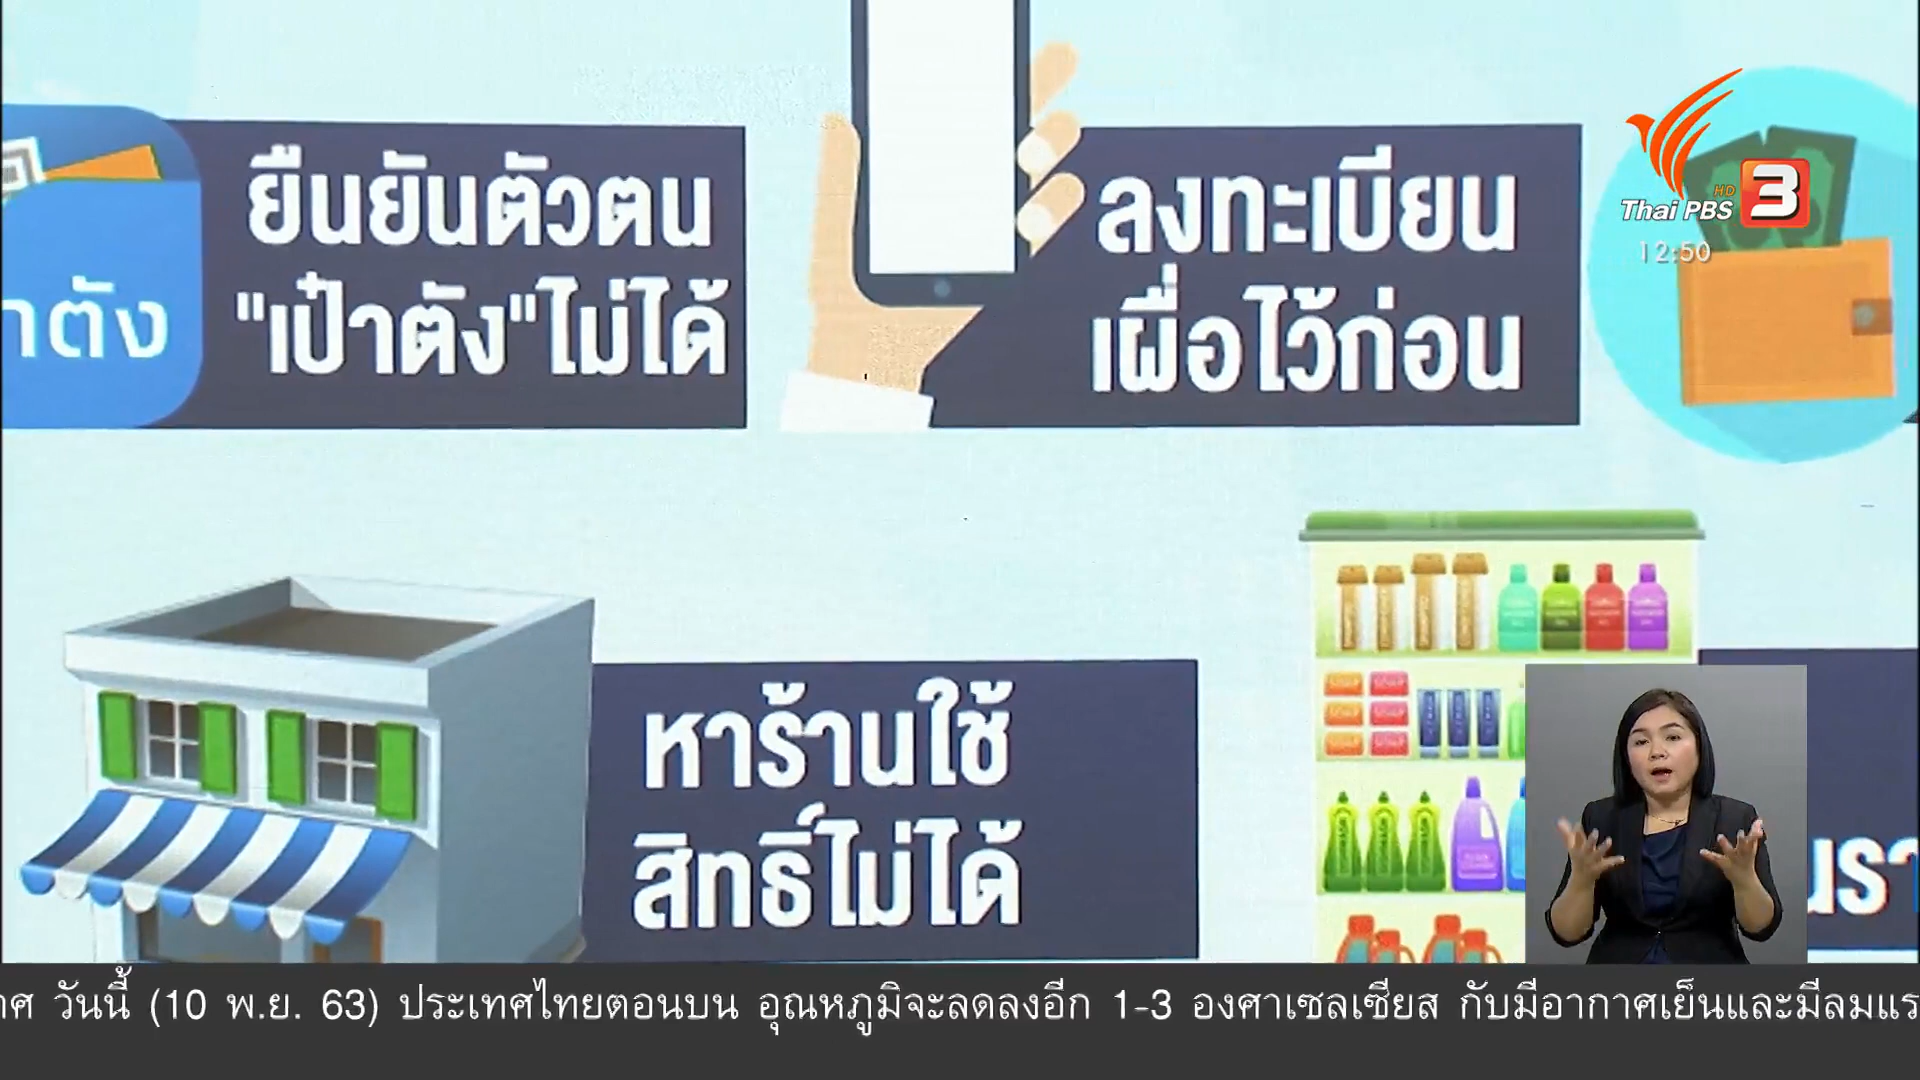 ยืนยันตัวตน
"เป๋าตัง"ไม่ได้
าตัง
ลงทะเบียน
เผื่อไว้ก่อน
HD
Thai PBS 3
12:50
หาร้านใช้
สิทธิ์ไม่ได้
าศ วันนี้ (10 พ.ย. 63) ประเทศไทยตอนบน อุณหภูมิจะลดลงอีก 1-3 องศาเซลเซียส กับมีอากาศเย็นและมีลมแร